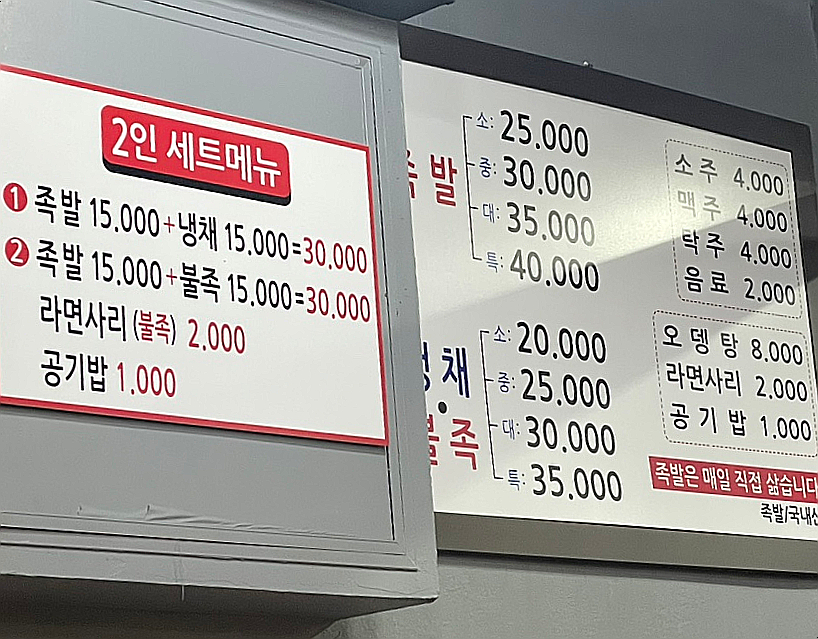 2인 세트메뉴
1 족발 15.000+냉채 15.000=30.000
2 족발 15.000+불족 15.000=30.000
라면사리 (불족) 2.000
공기밥 1.000
족발
소: 25.000
중: 30.000
대: 35.000
특: 40.000
냉채
불족
소: 20.000
중: 25.000
대: 30.000
특: 35.000
소주 4.000
맥주 4.000
탁주 4.000
음료 2.000
오뎅탕 8.000
라면사리 2.000
공기밥 1.000
족발은 매일 직접 삶습니다
족발/국내산